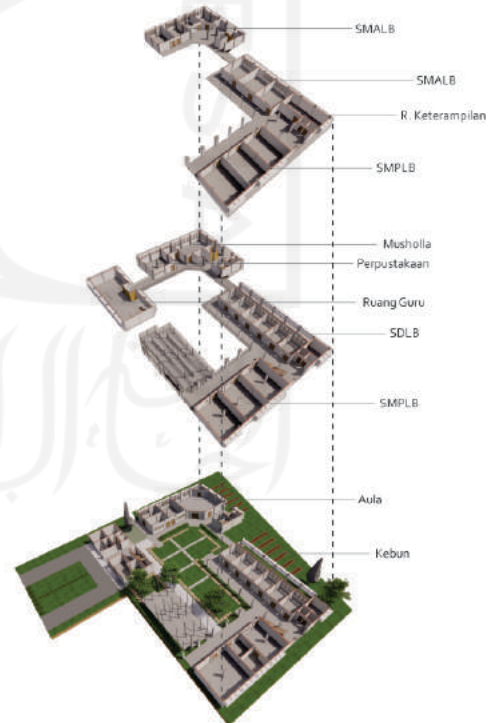 SMALB
SMALB
R. Keterampilan
SMPLB
Musholla
Perpustakaan
Ruang Guru
SDLB
SMPLB
Aula
Kebun